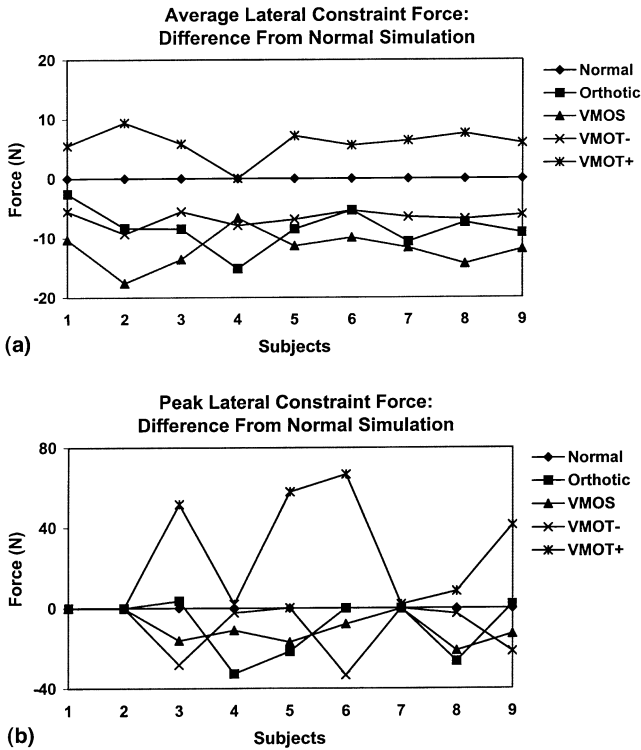 Average Lateral Constraint Force:
Difference From Normal Simulation
20
10
0
-10
-20
Force (N)
1 2 3 4 5 6 7 8 9
Subjects
Normal
Orthotic
VMOS
VMOT-
VMOT+
(a)
Peak Lateral Constraint Force:
Difference From Normal Simulation
80
40
0
-40
Force (N)
1 2 3 4 5 6 7 8 9
Subjects
Normal
Orthotic
VMOS
VMOT-
VMOT+
(b)